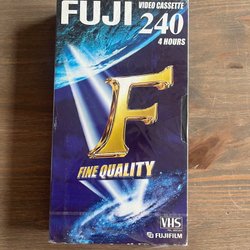 FUJI
VIDEO CASSETTE
240
4 HOURS
F
FINE QUALITY
VHS
FUJIFILM